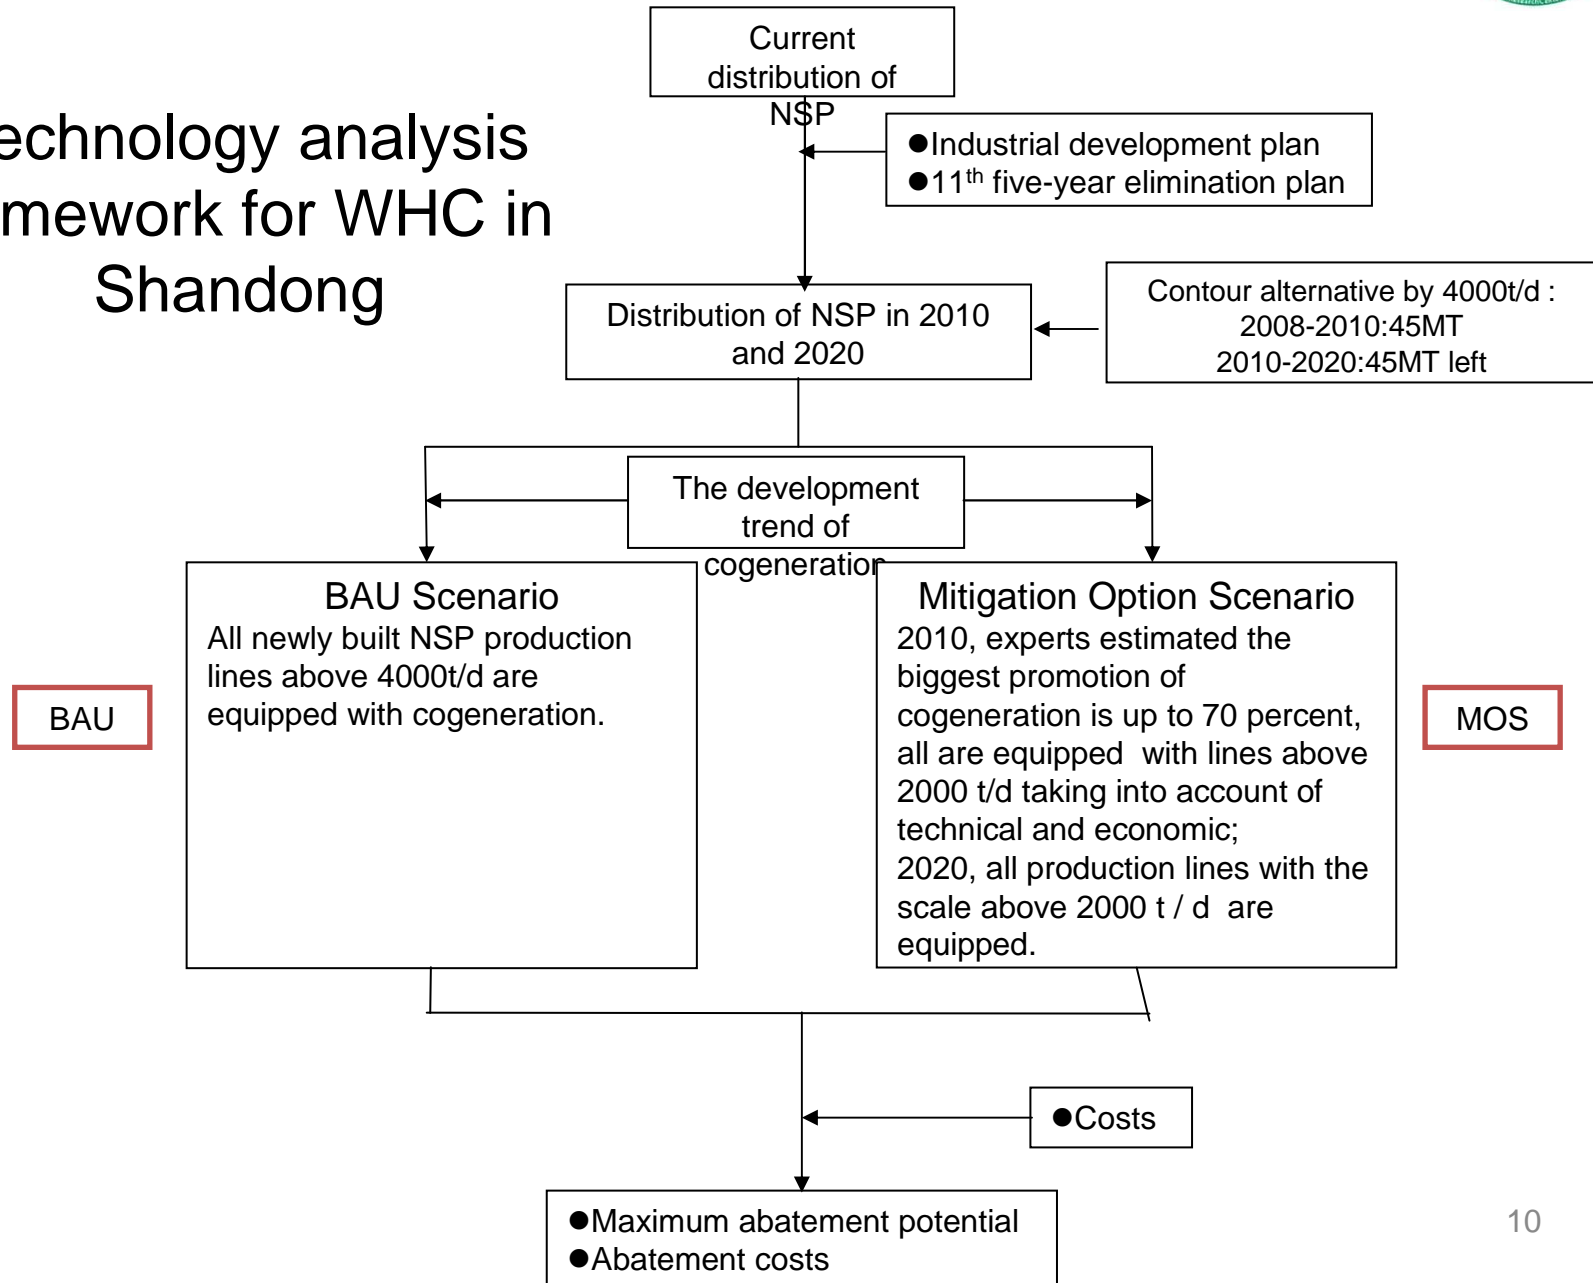 Current
distribution of
NSP
echnology analysis
mework for WHC in
Shandong
●Industrial development plan
●11th five-year elimination plan
Distribution of NSP in 2010
and 2020
Contour alternative by 4000t/d :
2008-2010:45MT
2010-2020:45MT left
The development
trend of
cogeneration
BAU Scenario
All newly built NSP production
lines above 4000t/d are
equipped with cogeneration.
BAU
Mitigation Option Scenario
2010, experts estimated the
biggest promotion of
cogeneration is up to 70 percent,
all are equipped with lines above
2000 t/d taking into account of
technical and economic;
2020, all production lines with the
scale above 2000 t / d are
equipped.
MOS
●Costs
●Maximum abatement potential
●Abatement costs
10